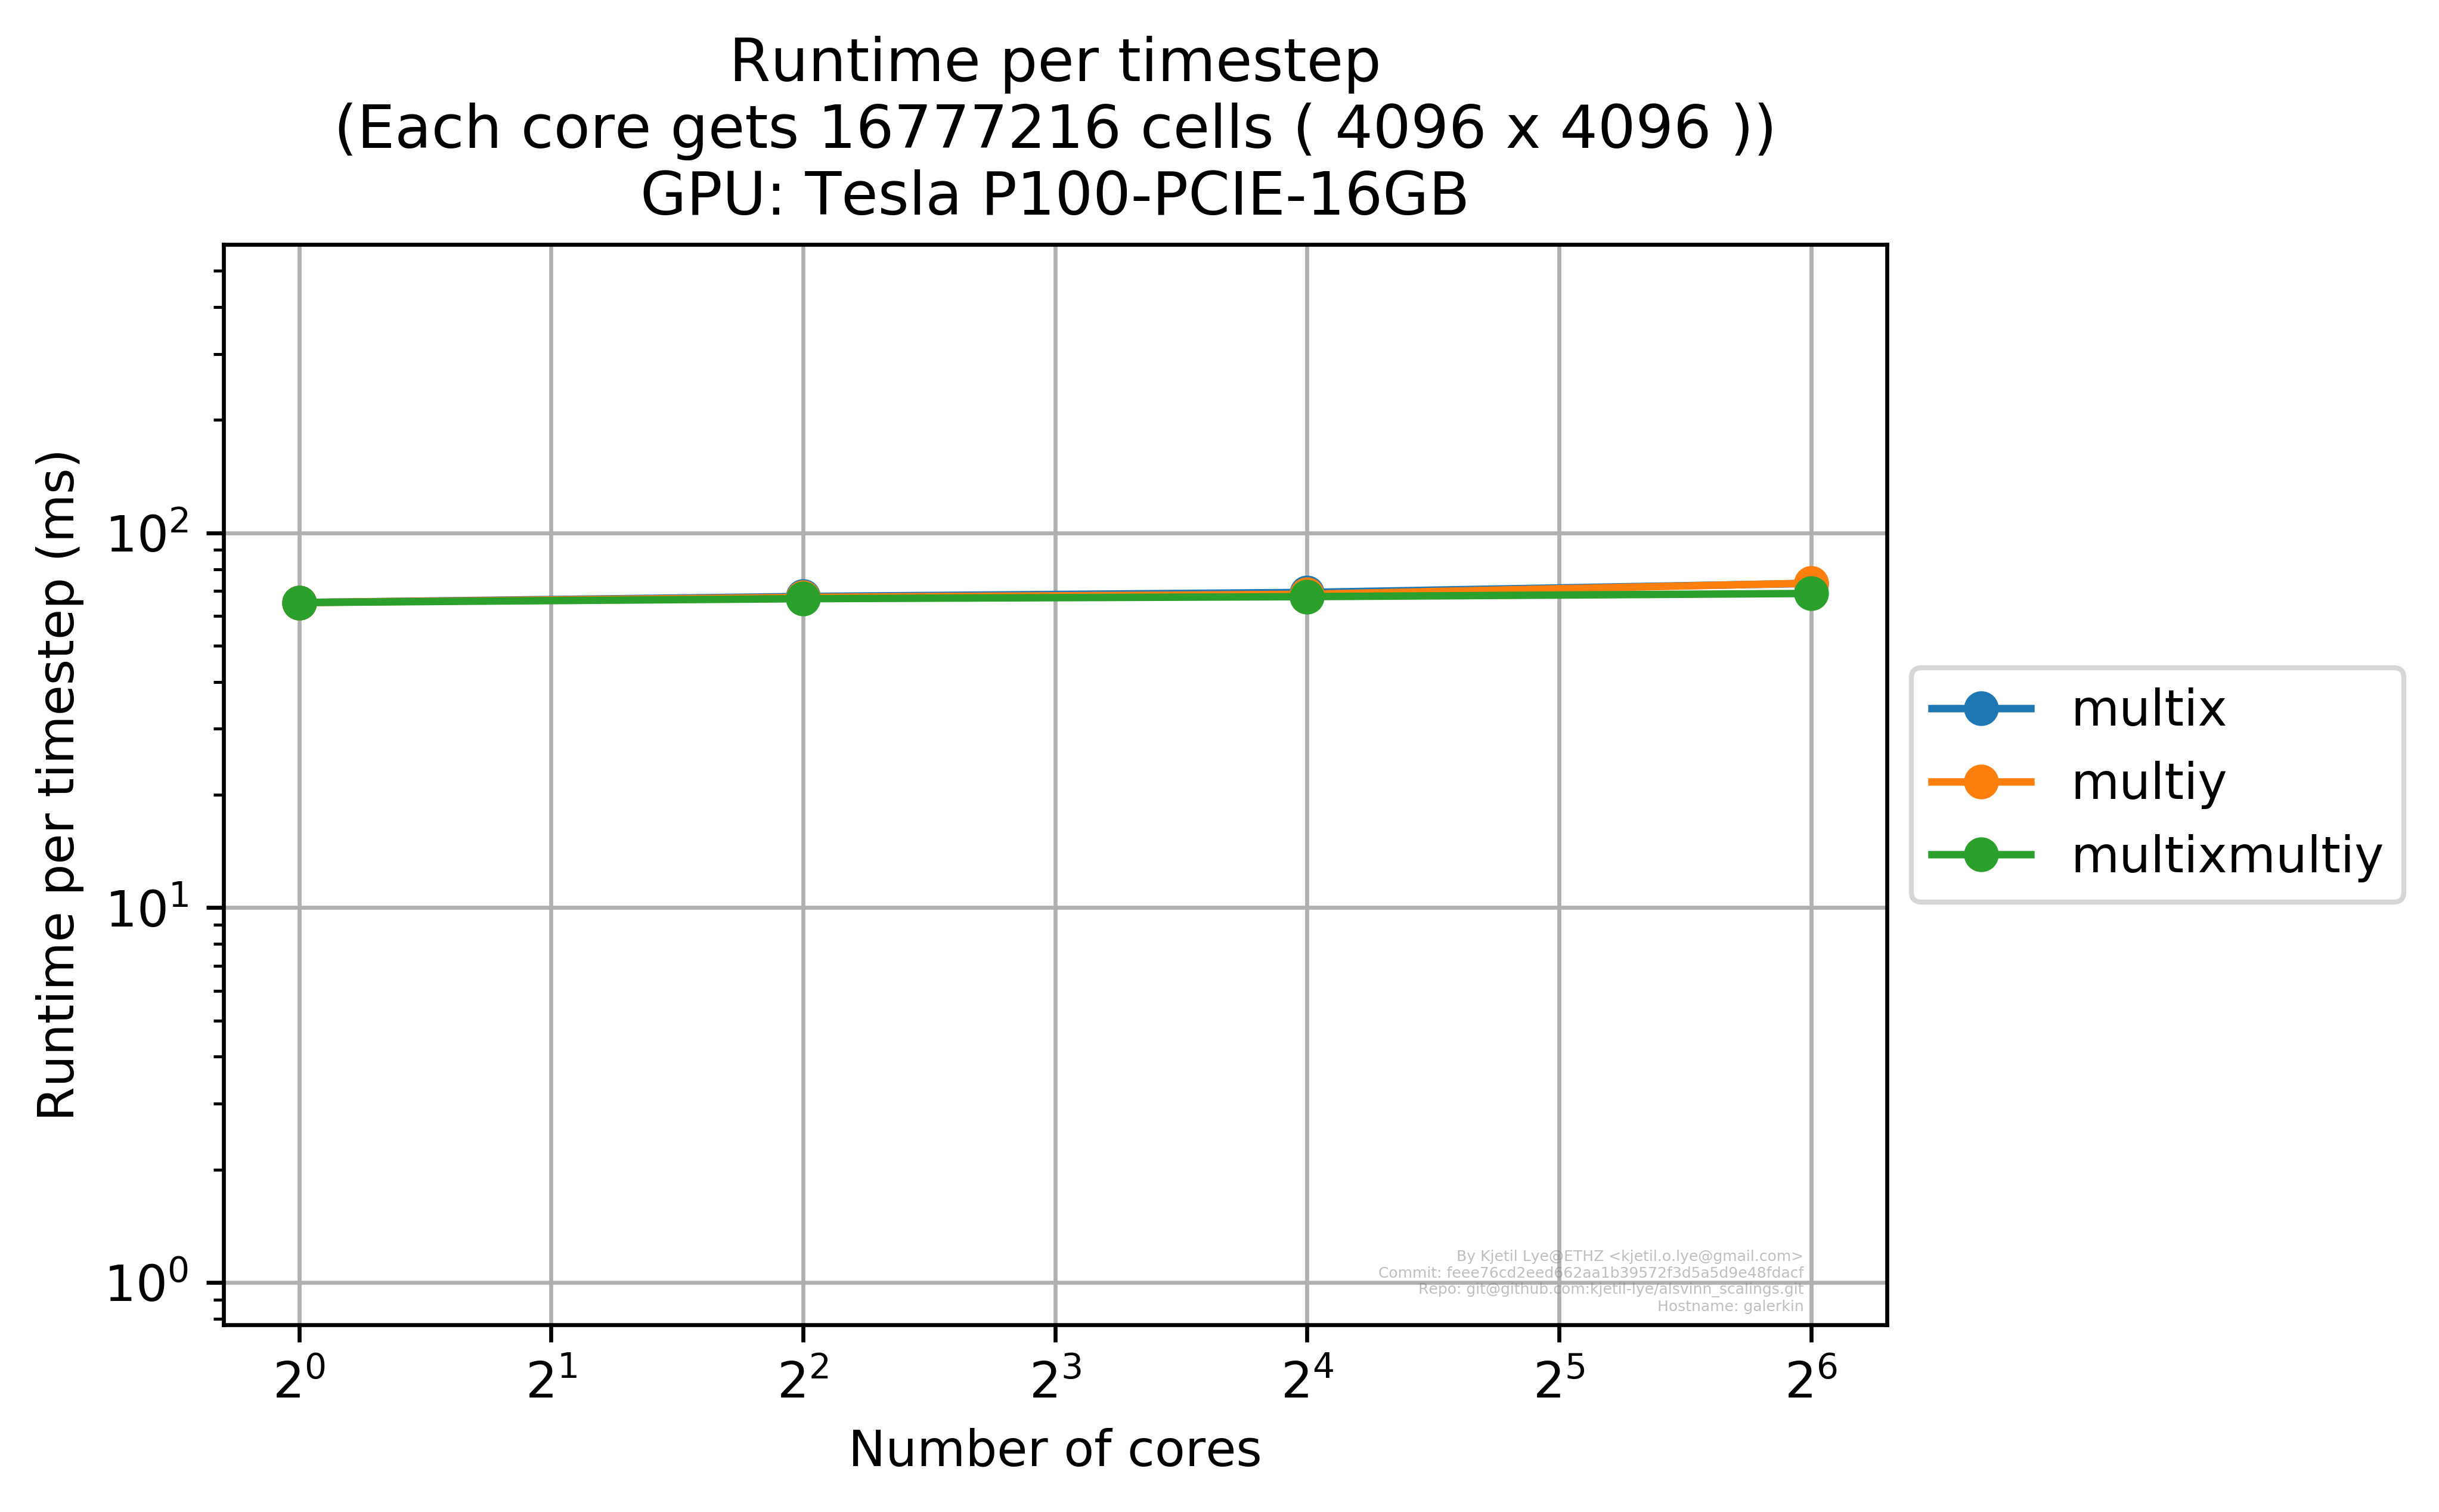 Runtime per timestep
(Each core gets 16777216 cells ( 4096 x 4096 ))
GPU: Tesla P100-PCIE-16GB
Runtime per timestep (ms)
10²
10¹
10⁰
multix
multiy
multixmultiy
By Kjetil Lye@ETHZ <kjetil.o.lye@gmail.com>
Commit: feee76cd2eed662aa1b39572f3d5a5d9e48fdacf
Repo: git@github.com:kjetil-lye/alsvinn_scalings.git
Hostname: galerkin
2⁰ 2¹ 2² 2³ 2⁴ 2⁵ 2⁶
Number of cores